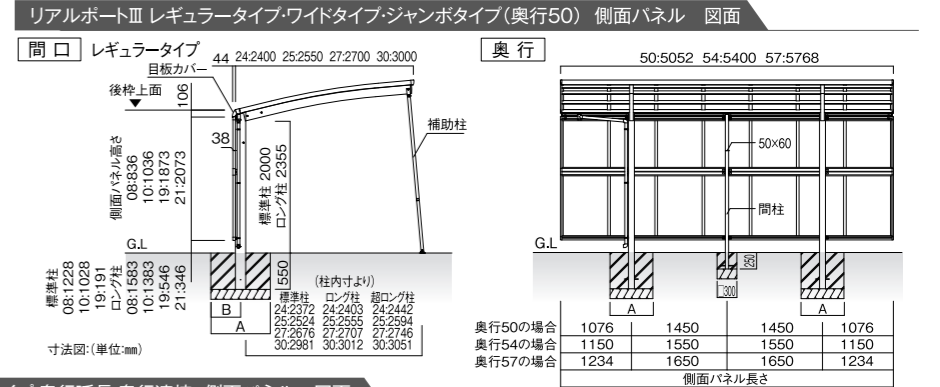 リアルポートⅢ レギュラータイプ・ワイドタイプ・ジャンボタイプ（奥行50） 側面パネル 図面
間口 レギュラータイプ
44 24:2400 25:2550 27:2700 30:3000
目板カバー
後枠上面
106
38
補助柱
側面パネル高さ
08:836
10:1036
19:1873
21:2073
標準柱 2000
ロング柱 2355
G.L
標準柱
08:1228
10:1028
19:191
ロング柱
08:1583
10:1383
19:546
21:346
550
B
A
(柱内寸より)
標準柱 ロング柱 超ロング柱
24:2372 24:2403 24:2442
25:2524 25:2555 25:2594
27:2676 27:2707 27:2746
30:2981 30:3012 30:3051
寸法図:(単位:mm)
奥行
50:5052 54:5400 57:5768
50×60
間柱
G.L
250
□300
A
A
奥行50の場合 1076 1450 1450 1076
奥行54の場合 1150 1550 1550 1150
奥行57の場合 1234 1650 1650 1234
側面パネル長さ